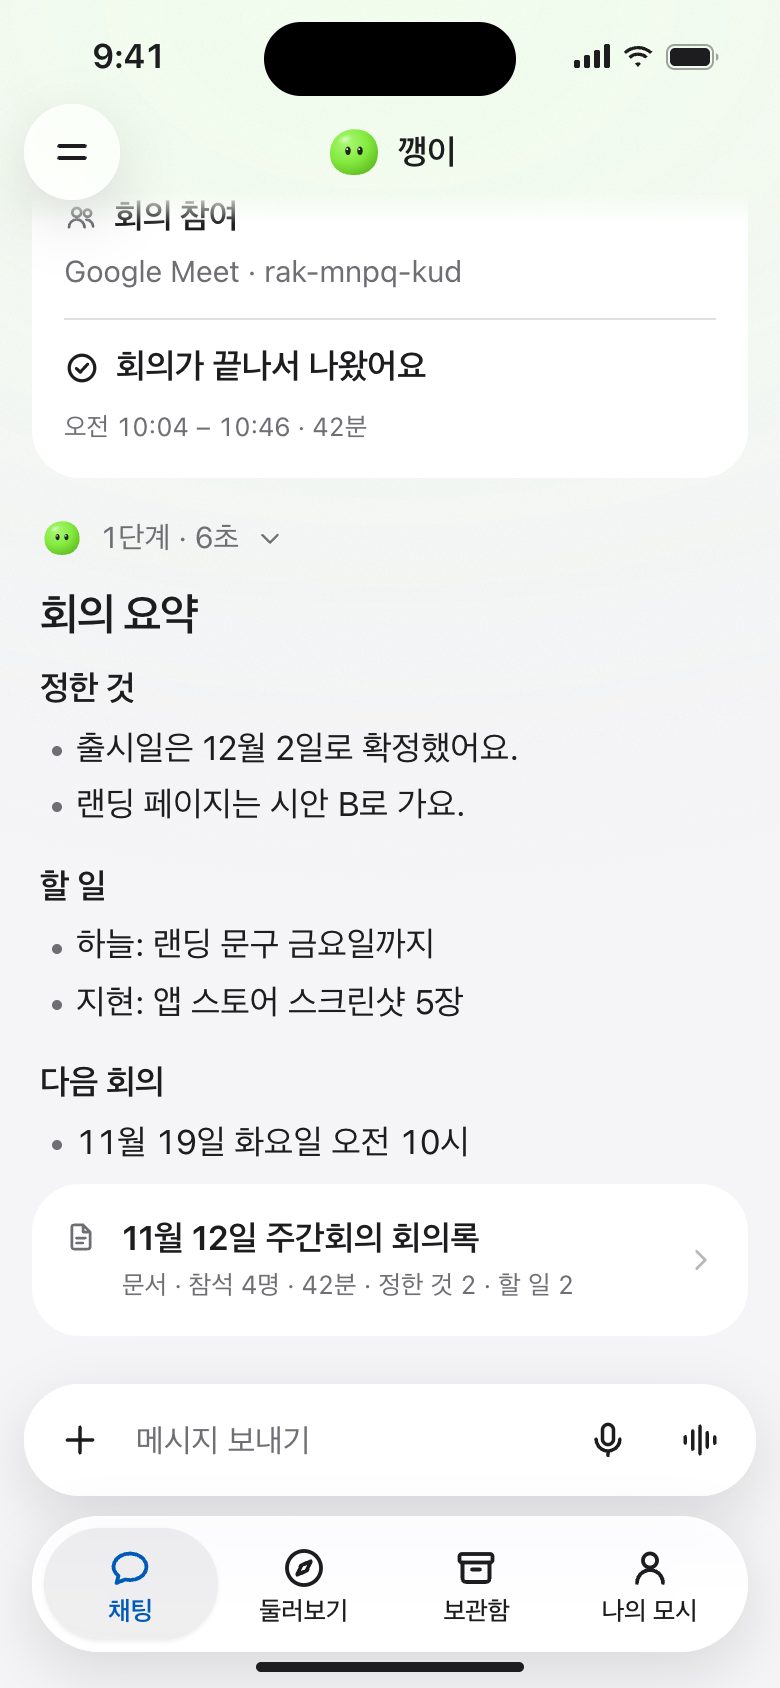 9:41
깽이
회의 참여
Google Meet · rak-mnpq-kud
회의가 끝나서 나왔어요
오전 10:04 – 10:46 · 42분
1단계 · 6초
회의 요약
정한 것
• 출시일은 12월 2일로 확정했어요.
• 랜딩 페이지는 시안 B로 가요.
할 일
• 하늘: 랜딩 문구 금요일까지
• 지현: 앱 스토어 스크린샷 5장
다음 회의
• 11월 19일 화요일 오전 10시
11월 12일 주간회의 회의록
문서 · 참석 4명 · 42분 · 정한 것 2 · 할 일 2
메시지 보내기
채팅
둘러보기
보관함
나의 모시